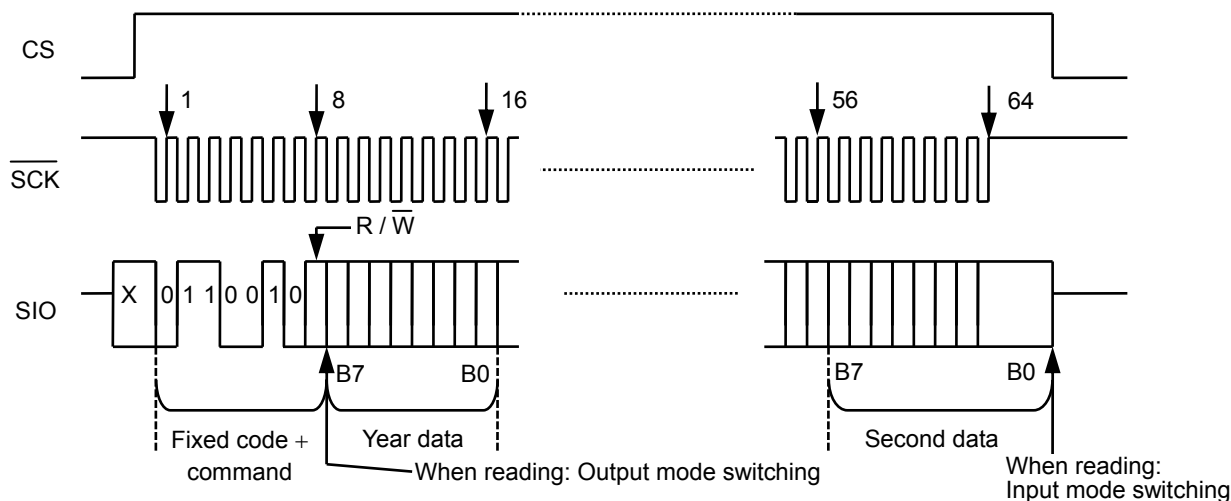 CS
1
8
16
56
64
SCK
R / W
SIO
X 0 1 1 0 0 1 0
B7
B0
B7
B0
Fixed code +
command
Year data
Second data
When reading: Output mode switching
When reading:
Input mode switching